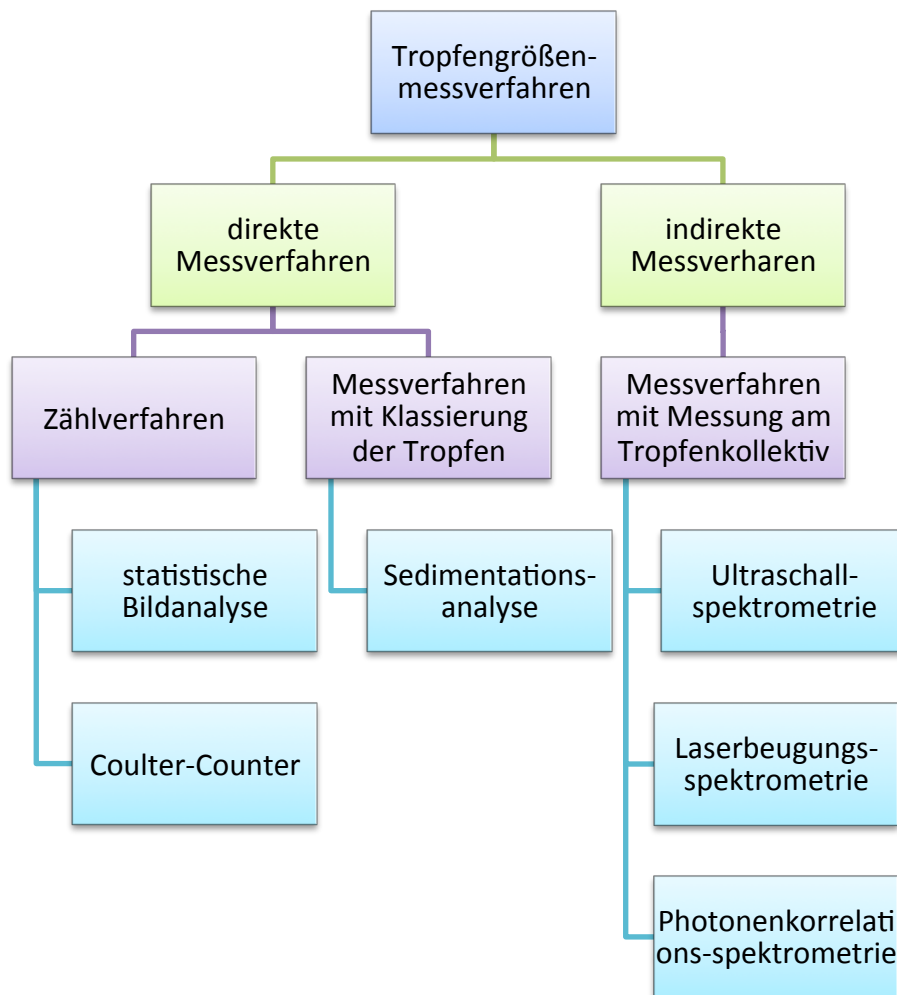 Tropfengrößen-
messverfahren
direkte
Messverfahren
indirekte
Messverharen
Zählverfahren
Messverfahren
mit Klassierung
der Tropfen
Messverfahren
mit Messung am
Tropfenkollektiv
statistische
Bildanalyse
Sedimentations-
analyse
Ultraschall-
spektrometrie
Coulter-Counter
Laserbeugungs-
spektrometrie
Photonenkorrelati
ons-spektrometrie